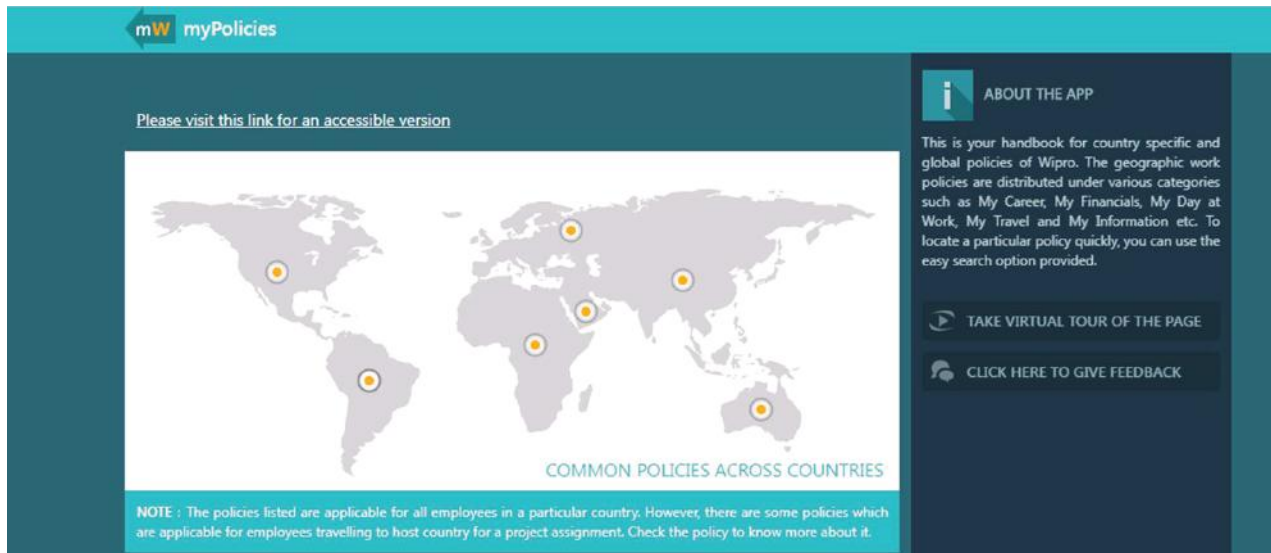 mW myPolicies
Please visit this link for an accessible version
COMMON POLICIES ACROSS COUNTRIES
NOTE : The policies listed are applicable for all employees in a particular country. However, there are some policies which
are applicable for employees travelling to host country for a project assignment. Check the policy to know more about it.
i ABOUT THE APP
This is your handbook for country specific and
global policies of Wipro. The geographic work
policies are distributed under various categories
such as My Career, My Financials, My Day at
Work, My Travel and My Information etc. To
locate a particular policy quickly, you can use the
easy search option provided.
TAKE VIRTUAL TOUR OF THE PAGE
CLICK HERE TO GIVE FEEDBACK